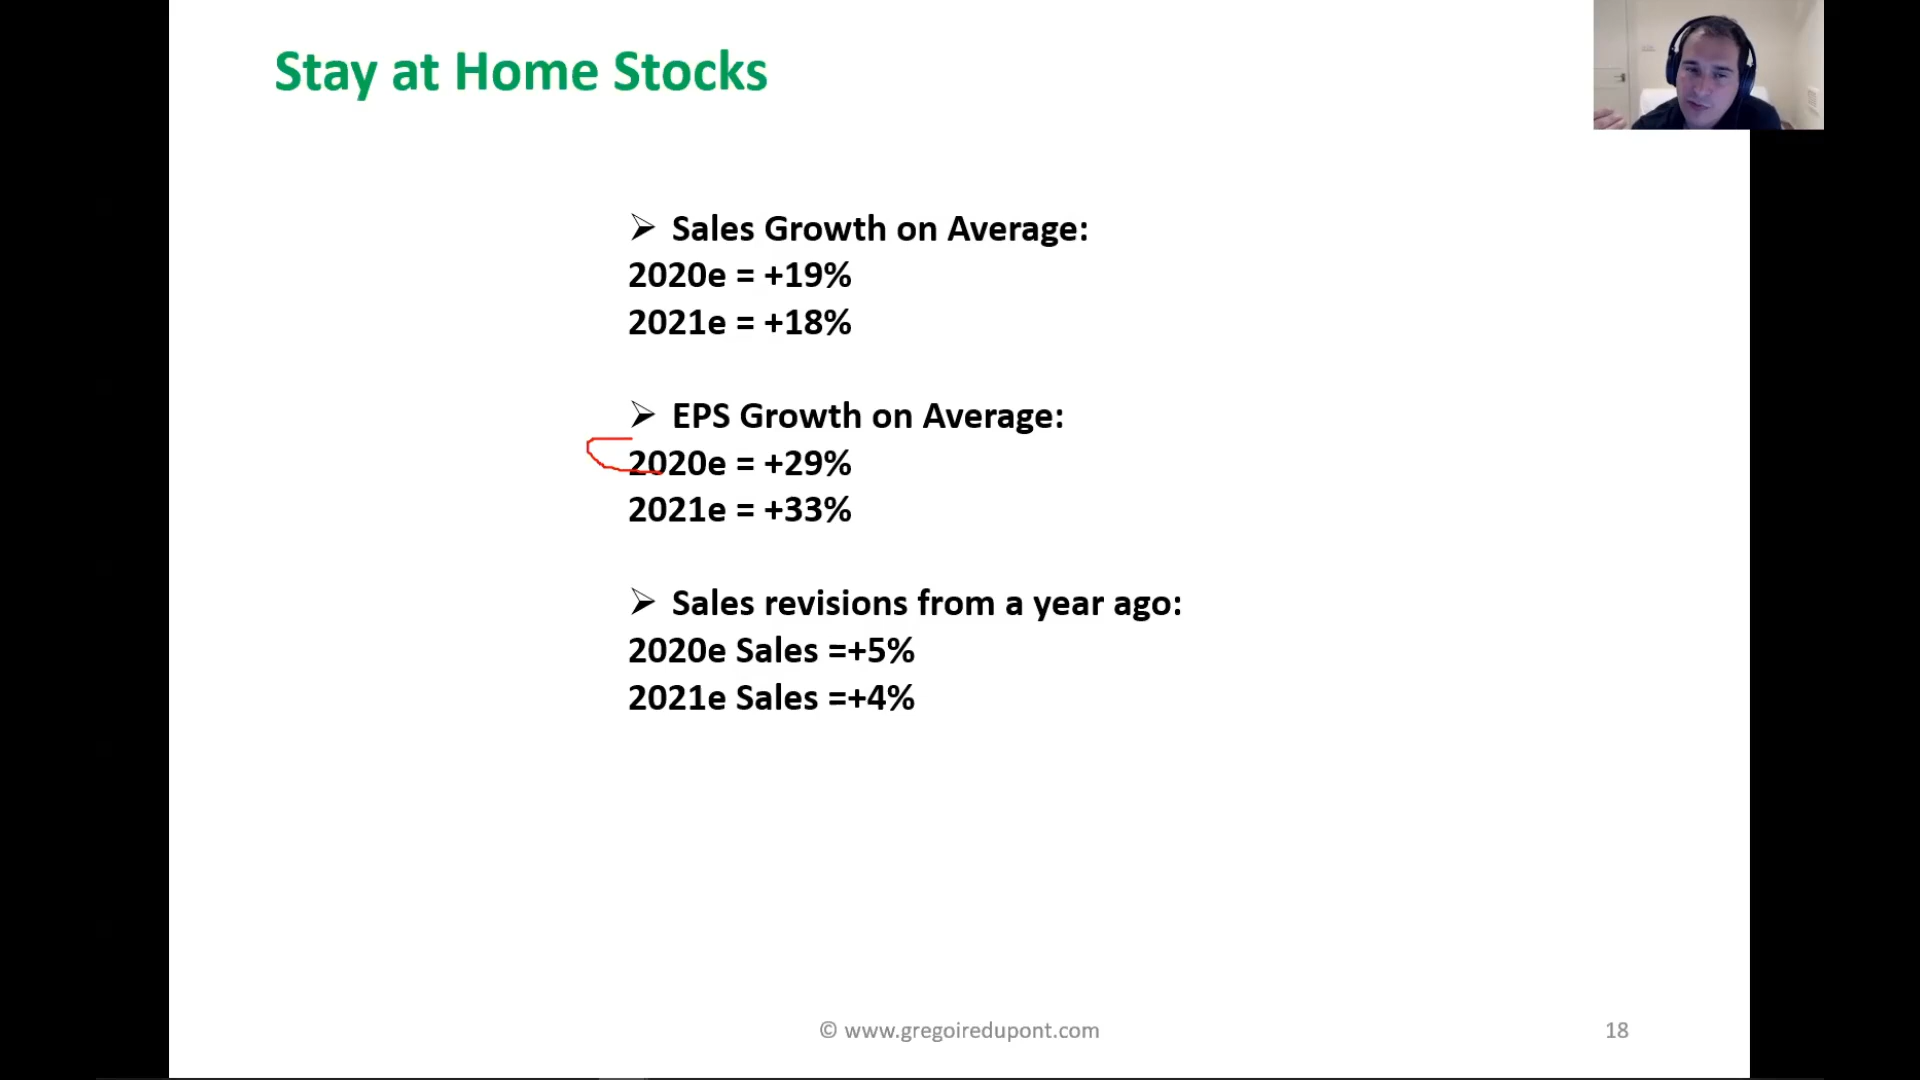 Stay at Home Stocks
➢ Sales Growth on Average:
2020e = +19%
2021e = +18%
➢ EPS Growth on Average:
2020e = +29%
2021e = +33%
➢ Sales revisions from a year ago:
2020e Sales =+5%
2021e Sales =+4%
© www.gregoiredupont.com
18